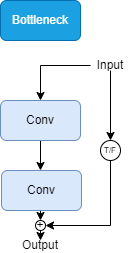 Bottleneck
Input
Conv
T/F
Conv
+
Output